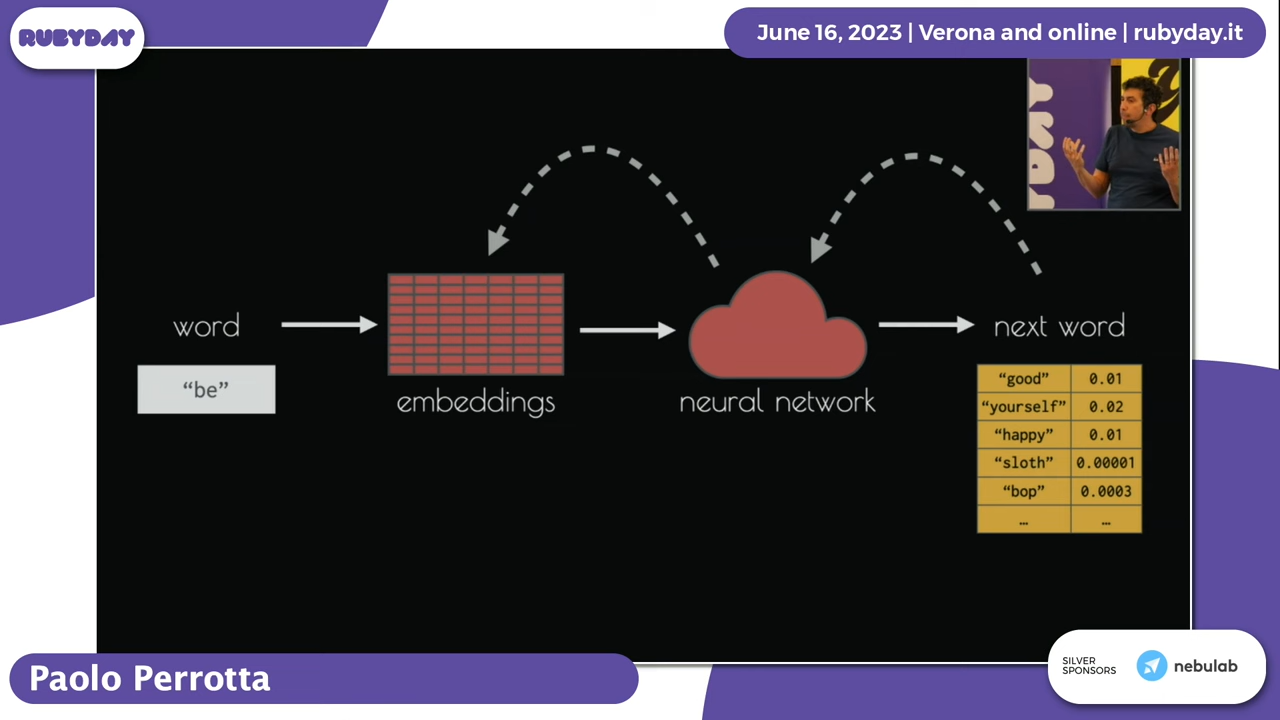 RUBYDAY
June 16, 2023 | Verona and online | rubyday.it
word
“be”
embeddings
neural network
next word
“good” 0.01
“yourself” 0.02
“happy” 0.01
“sloth” 0.00001
“bop” 0.0003
… …
Paolo Perrotta
SILVER
SPONSORS
nebulab